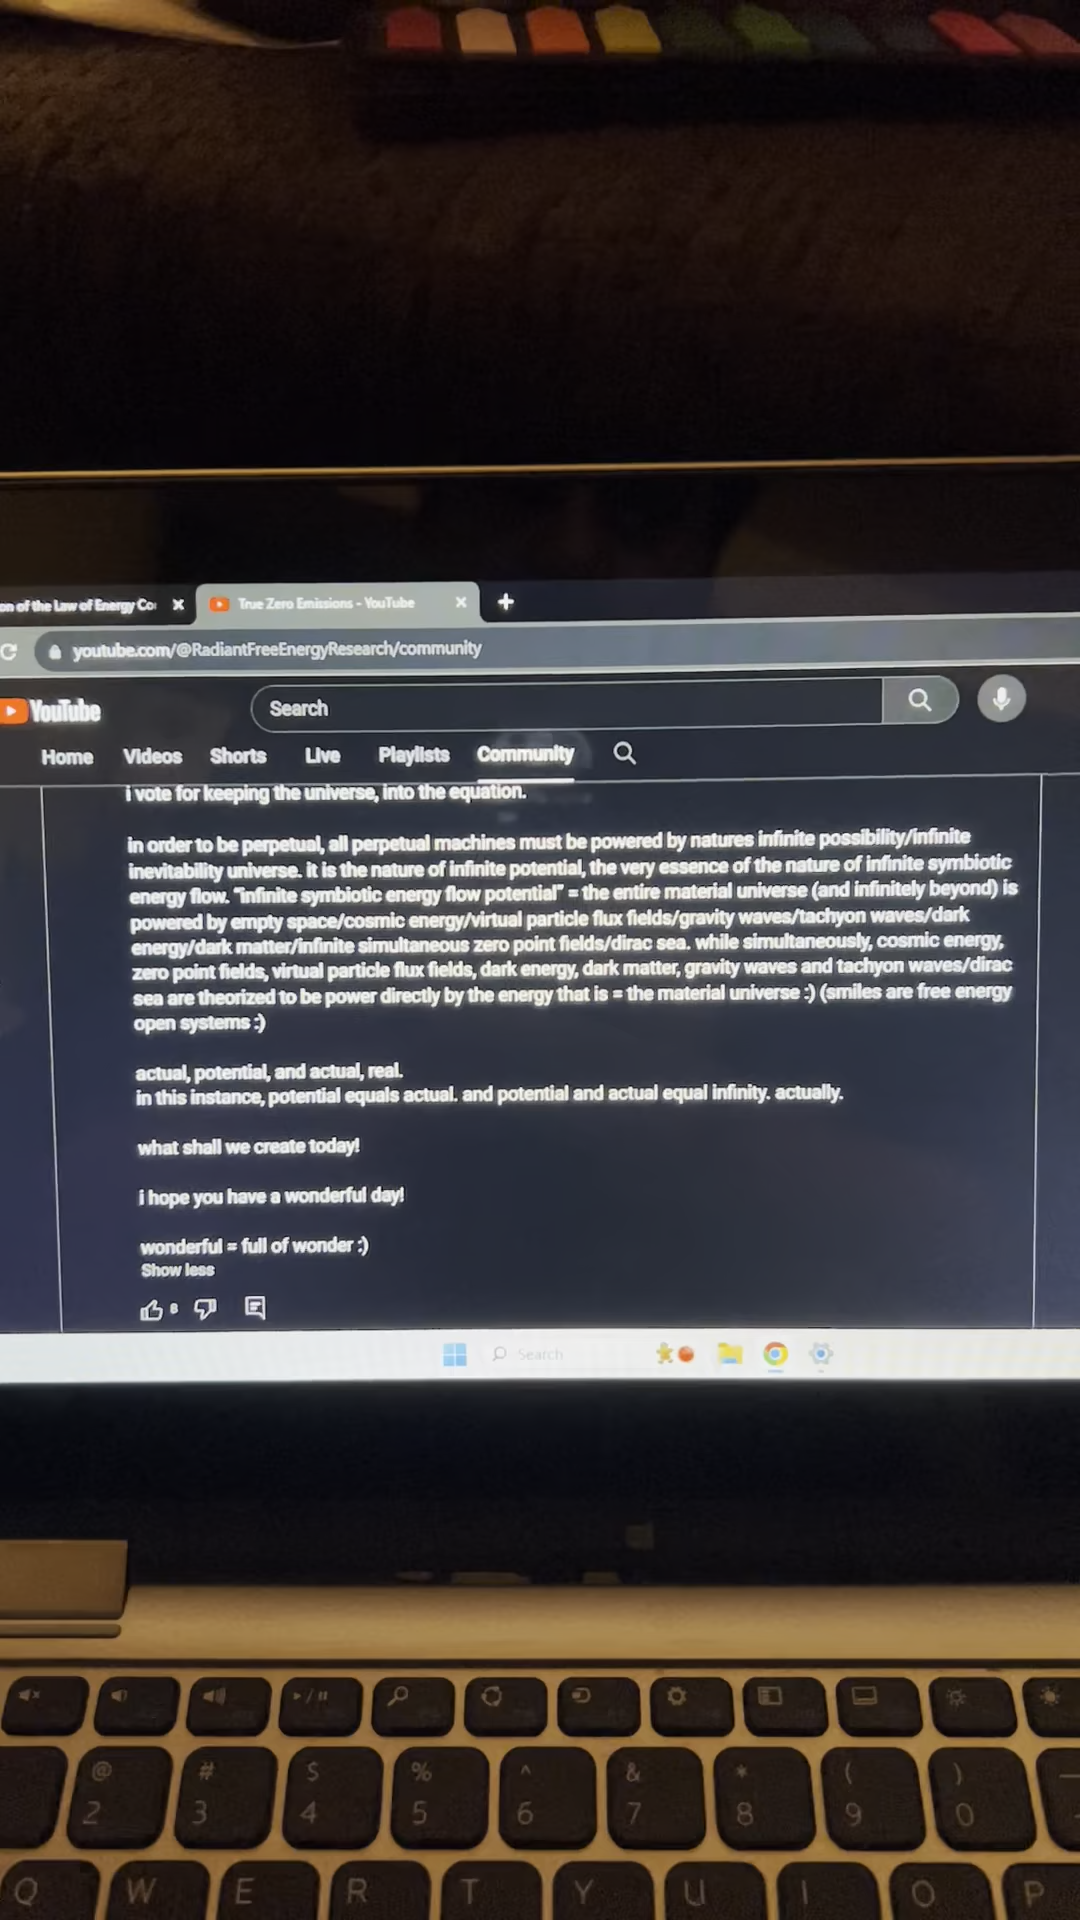 on of the Law of Energy Co
True Zero Emissions - YouTube
youtube.com/@RadiantFreeEnergyResearch/community
YouTube
Search
Home Videos Shorts Live Playlists Community
i vote for keeping the universe, into the equation.
in order to be perpetual, all perpetual machines must be powered by natures infinite possibility/infinite
inevitability universe. it is the nature of infinite potential, the very essence of the nature of infinite symbiotic
energy flow. "infinite symbiotic energy flow potential" = the entire material universe (and infinitely beyond) is
powered by empty space/cosmic energy/virtual particle flux fields/gravity waves/tachyon waves/dark
energy/dark matter/infinite simultaneous zero point fields/dirac sea. while simultaneously, cosmic energy,
zero point fields, virtual particle flux fields, dark energy, dark matter, gravity waves and tachyon waves/dirac
sea are theorized to be power directly by the energy that is = the material universe :) (smiles are free energy
open systems :)
actual, potential, and actual, real.
in this instance, potential equals actual. and potential and actual equal infinity. actually.
what shall we create today!
i hope you have a wonderful day!
wonderful = full of wonder :)
Show less
8
Search
@ # $ % ^ & * ( )
2 3 4 5 6 7 8 9 0
Q W E R T Y U I O P